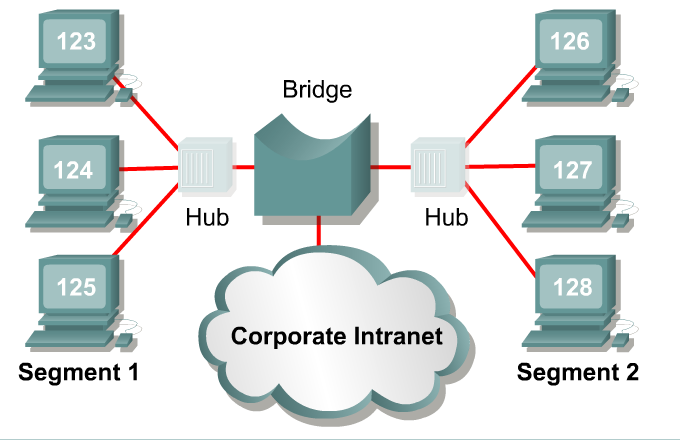 123
126
Bridge
124
127
Hub
Hub
125
128
Corporate Intranet
Segment 1
Segment 2